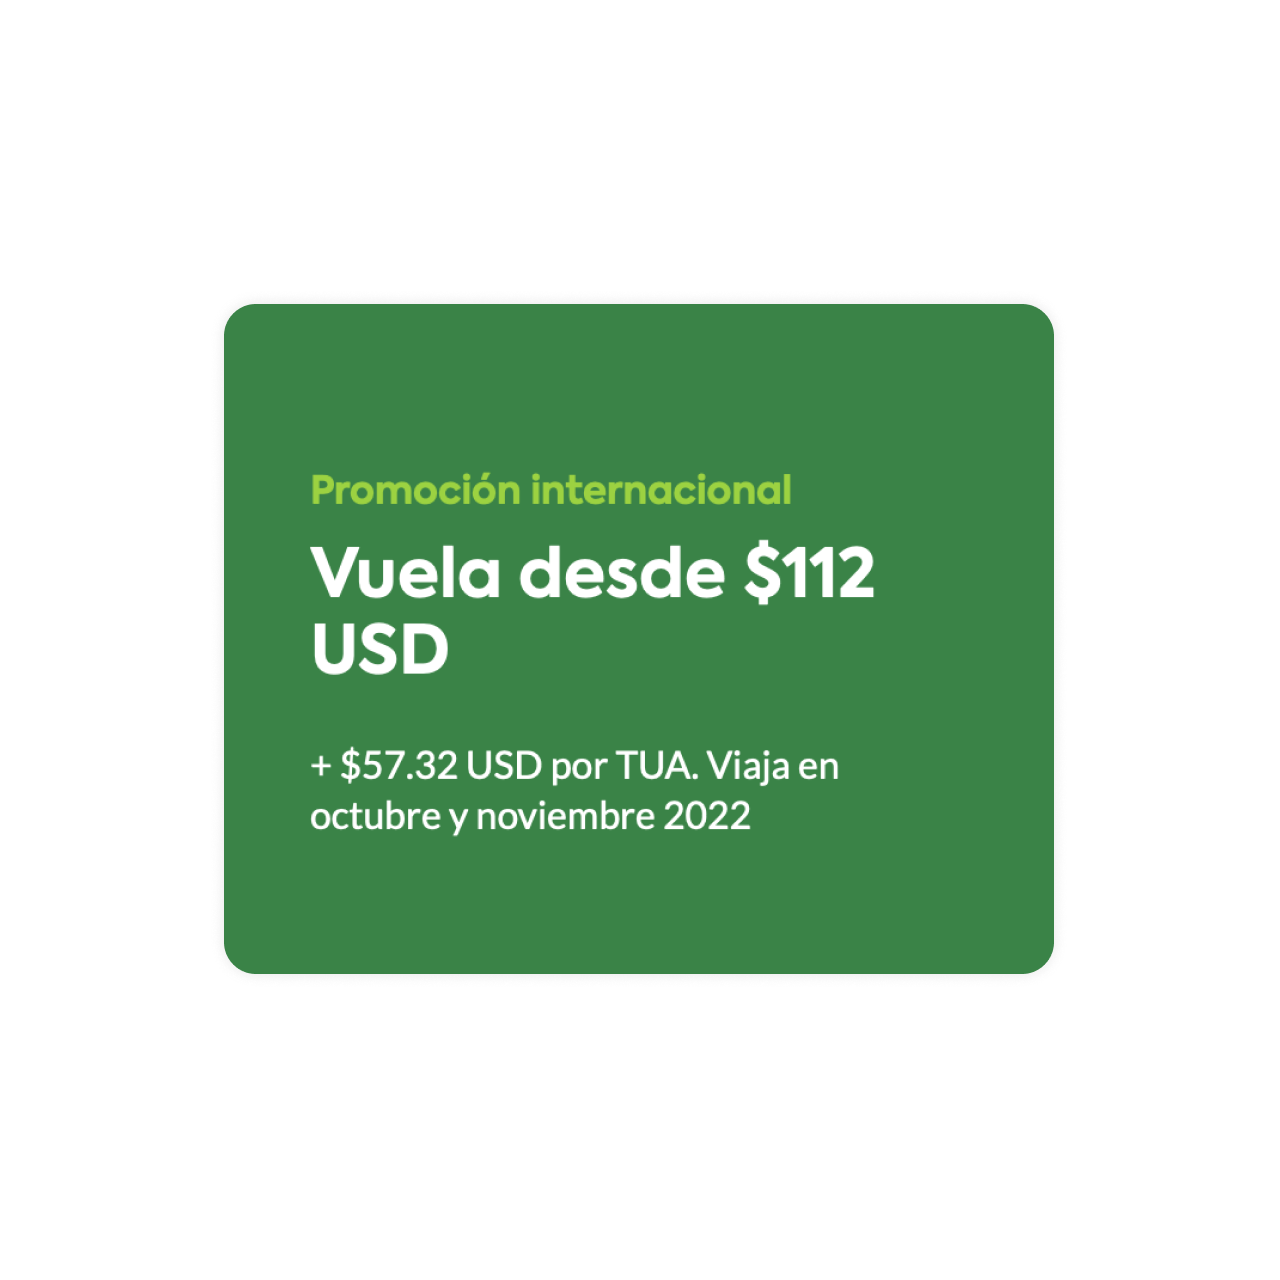 Promoción internacional
Vuela desde $112
USD
+ $57.32 USD por TUA. Viaja en
octubre y noviembre 2022